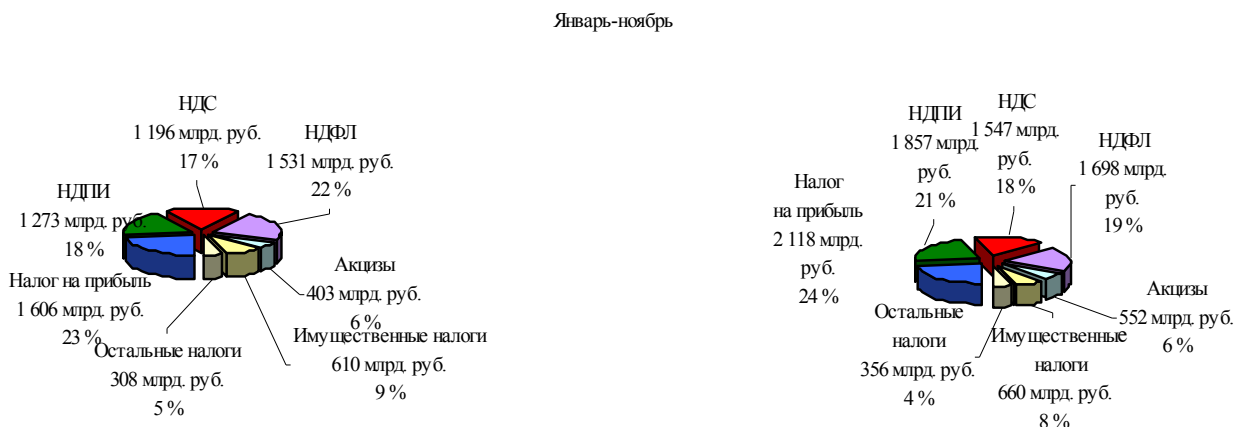 Январь-ноябрь
НДС
1 196 млрд. руб.
17 %
НДФЛ
1 531 млрд. руб.
22 %
НДПИ
1 273 млрд. руб.
18 %
Налог на прибыль
1 606 млрд. руб.
23 %
Остальные налоги
308 млрд. руб.
5 %
Акцизы
403 млрд. руб.
6 %
Имущественные налоги
610 млрд. руб.
9 %
НДПИ
1 857 млрд.
руб.
21 %
НДС
1 547 млрд.
руб.
18 %
НДФЛ
1 698 млрд.
руб.
19 %
Налог
на прибыль
2 118 млрд.
руб.
24 %
Остальные
налоги
356 млрд. руб.
4 %
Имущественные
налоги
660 млрд. руб.
8 %
Акцизы
552 млрд. руб.
6 %